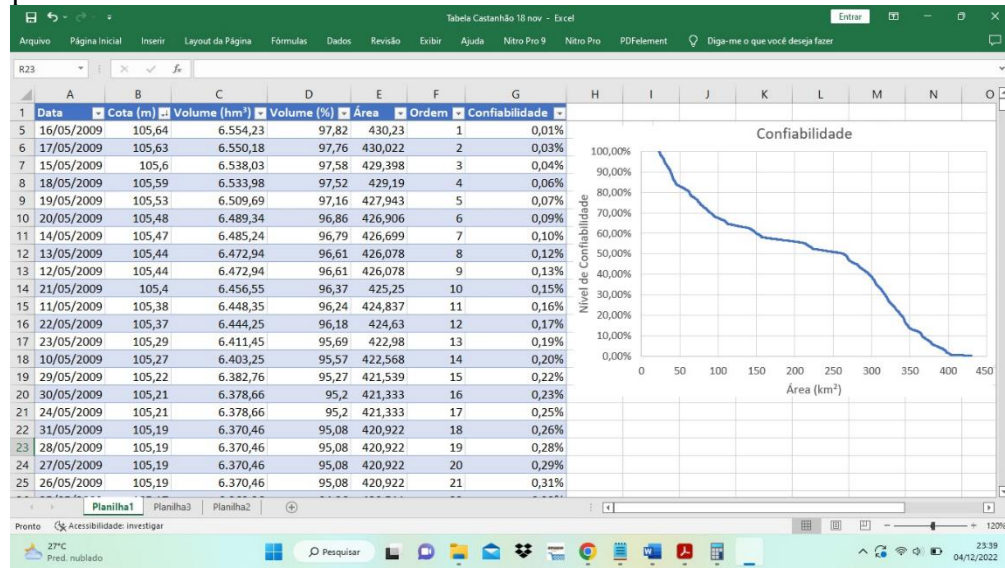 Tabela Castanhão 18 nov - Excel
Entrar
Arquivo Página Inicial Inserir Layout da Página Fórmulas Dados Revisão Exibir Ajuda Nitro Pro 9 Nitro Pro PDFelement Diga-me o que você deseja fazer
R23 fx
A B C D E F G H I J K L M N O
1 Data Cota (m) Volume (hm³) Volume (%) Área Ordem Confiabilidade
5 16/05/2009 105,64 6.554,23 97,82 430,23 1 0,01%
6 17/05/2009 105,63 6.550,18 97,76 430,022 2 0,03%
7 15/05/2009 105,6 6.538,03 97,58 429,398 3 0,04%
8 18/05/2009 105,59 6.533,98 97,52 429,19 4 0,06%
9 19/05/2009 105,53 6.509,69 97,16 427,943 5 0,07%
10 20/05/2009 105,48 6.489,34 96,86 426,906 6 0,09%
11 14/05/2009 105,47 6.485,24 96,79 426,699 7 0,10%
12 13/05/2009 105,44 6.472,94 96,61 426,078 8 0,12%
13 12/05/2009 105,44 6.472,94 96,61 426,078 9 0,13%
14 21/05/2009 105,4 6.456,55 96,37 425,25 10 0,15%
15 11/05/2009 105,38 6.448,35 96,24 424,837 11 0,16%
16 22/05/2009 105,37 6.444,25 96,18 424,63 12 0,17%
17 23/05/2009 105,29 6.411,45 95,69 422,98 13 0,19%
18 10/05/2009 105,27 6.403,25 95,57 422,568 14 0,20%
19 29/05/2009 105,22 6.382,76 95,27 421,539 15 0,22%
20 30/05/2009 105,21 6.378,66 95,2 421,333 16 0,23%
21 24/05/2009 105,21 6.378,66 95,2 421,333 17 0,25%
22 31/05/2009 105,19 6.370,46 95,08 420,922 18 0,26%
23 28/05/2009 105,19 6.370,46 95,08 420,922 19 0,28%
24 27/05/2009 105,19 6.370,46 95,08 420,922 20 0,29%
25 26/05/2009 105,19 6.370,46 95,08 420,922 21 0,31%
Confiabilidade
Nível de Confiabilidade
100,00%
90,00%
80,00%
70,00%
60,00%
50,00%
40,00%
30,00%
20,00%
10,00%
0,00%
0 50 100 150 200 250 300 350 400 450
Área (km²)
Planilha1 Planilha3 Planilha2
Pronto Acessibilidade: investigar
120%
27°C
Pred. nublado
Pesquisar
23:39
04/12/2022